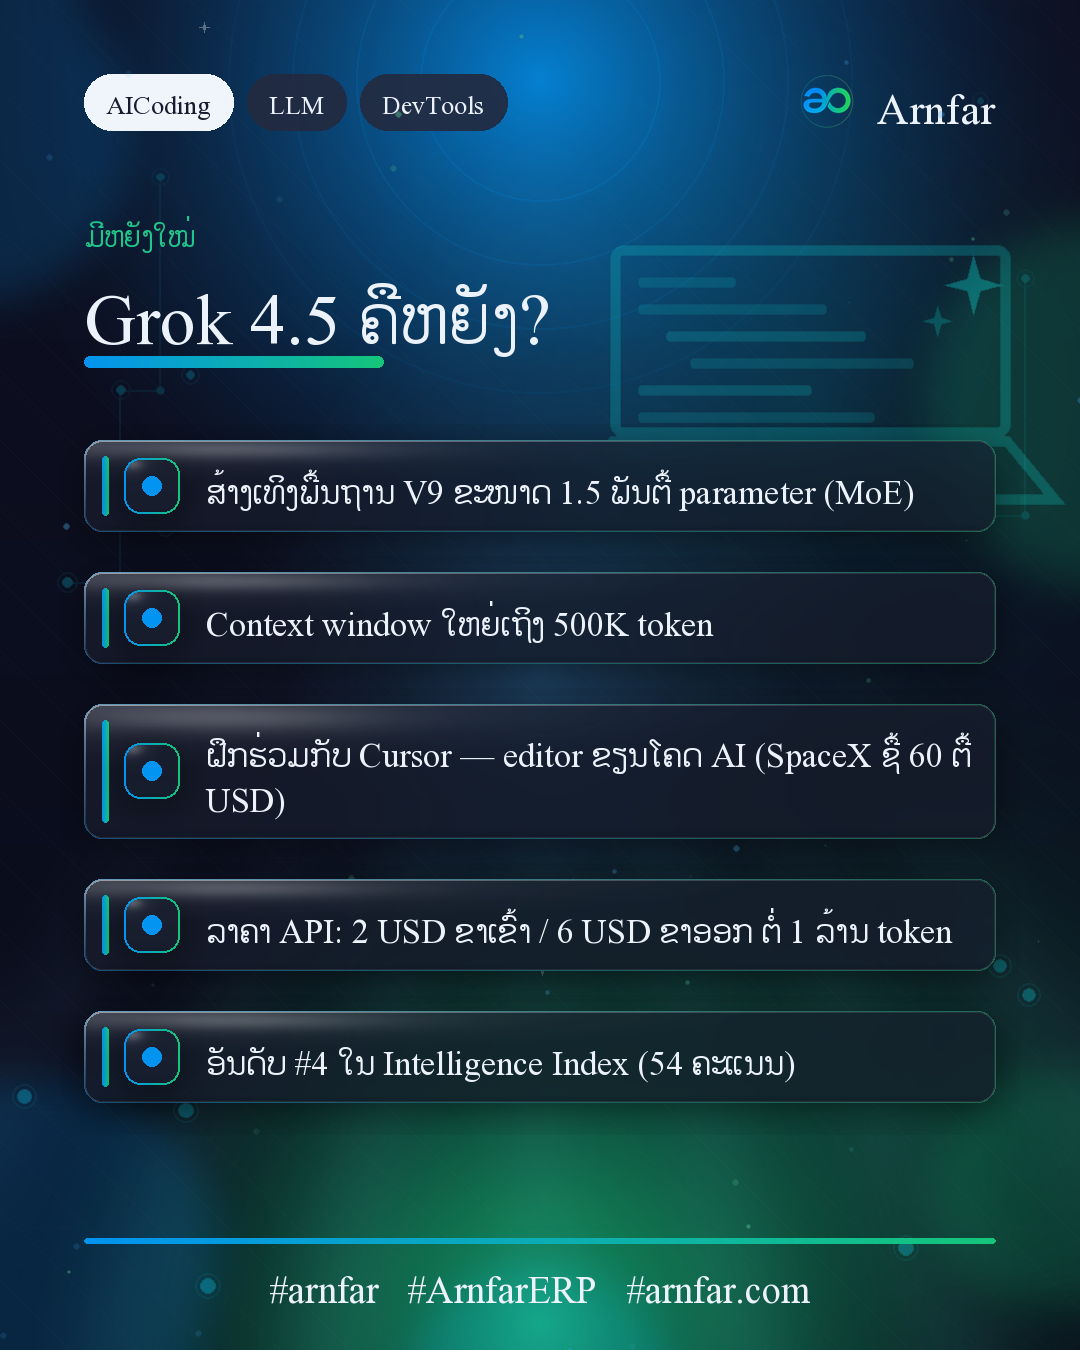 AICoding LLM DevTools
Arnfar
ມີຫຍັງໃໝ່
Grok 4.5 ຄືຫຍັງ?
ສ້າງເທິງພື້ນຖານ V9 ຂະໜາດ 1.5 ພັນຕື້ parameter (MoE)
Context window ໃຫຍ່ເຖິງ 500K token
ຝຶກຮ່ວມກັບ Cursor — editor ຂຽນໂຄດ AI (SpaceX ຊື້ 60 ຕື້
USD)
ລາຄາ API: 2 USD ຂາເຂົ້າ / 6 USD ຂາອອກ ຕໍ່ 1 ລ້ານ token
ອັນດັບ #4 ໃນ Intelligence Index (54 ຄະແນນ)
#arnfar #ArnfarERP #arnfar.com